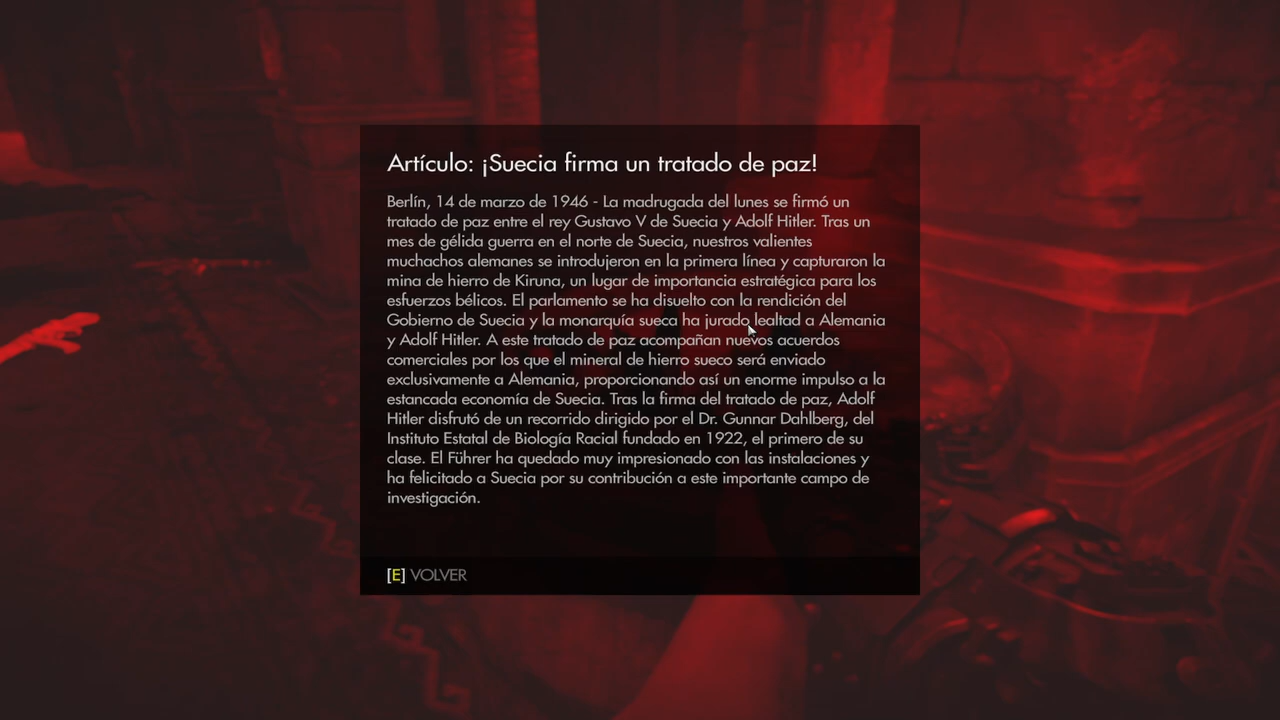 Artículo: ¡Suecia firma un tratado de paz!
Berlín, 14 de marzo de 1946 - La madrugada del lunes se firmó un
tratado de paz entre el rey Gustavo V de Suecia y Adolf Hitler. Tras un
mes de gélida guerra en el norte de Suecia, nuestros valientes
muchachos alemanes se introdujeron en la primera línea y capturaron la
mina de hierro de Kiruna, un lugar de importancia estratégica para los
esfuerzos bélicos. El parlamento se ha disuelto con la rendición del
Gobierno de Suecia y la monarquía sueca ha jurado lealtad a Alemania
y Adolf Hitler. A este tratado de paz acompañan nuevos acuerdos
comerciales por los que el mineral de hierro sueco será enviado
exclusivamente a Alemania, proporcionando así un enorme impulso a la
estancada economía de Suecia. Tras la firma del tratado de paz, Adolf
Hitler disfrutó de un recorrido dirigido por el Dr. Gunnar Dahlberg, del
Instituto Estatal de Biología Racial fundado en 1922, el primero de su
clase. El Führer ha quedado muy impresionado con las instalaciones y
ha felicitado a Suecia por su contribución a este importante campo de
investigación.
[E] VOLVER